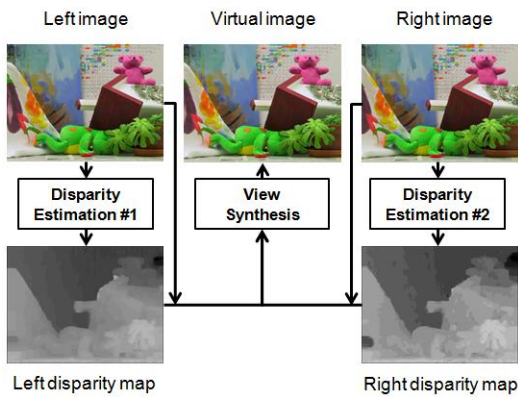 Left image
Virtual image
Right image
Disparity
Estimation #1
View
Synthesis
Disparity
Estimation #2
Left disparity map
Right disparity map